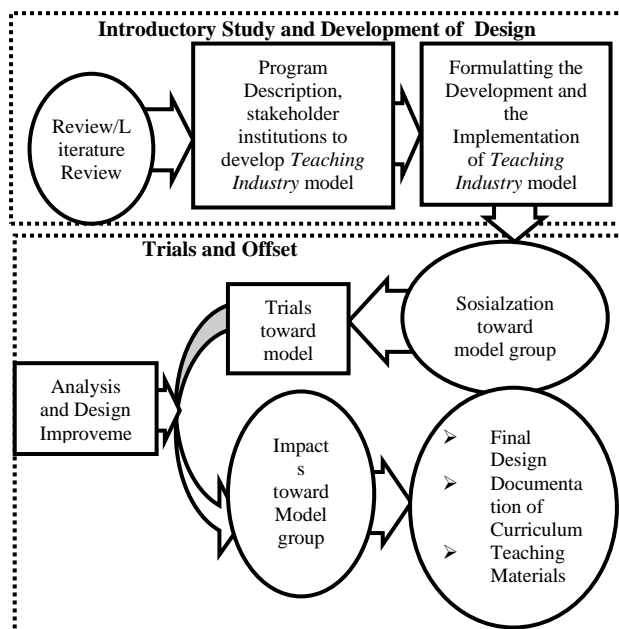 Introductory Study and Development of Design
Review/L
iterature
Review
Program
Description,
stakeholder
institutions to
develop Teaching
Industry model
Formulatting the
Development and
the
Implementation
of Teaching
Industry model
Trials and Offset
Sosialzation
toward
model group
Trials
toward
model
Analysis
and Design
Improveme
Impact
s
toward
Model
group
➢ Final
Design
➢ Documenta
tion of
Curriculum
➢ Teaching
Materials